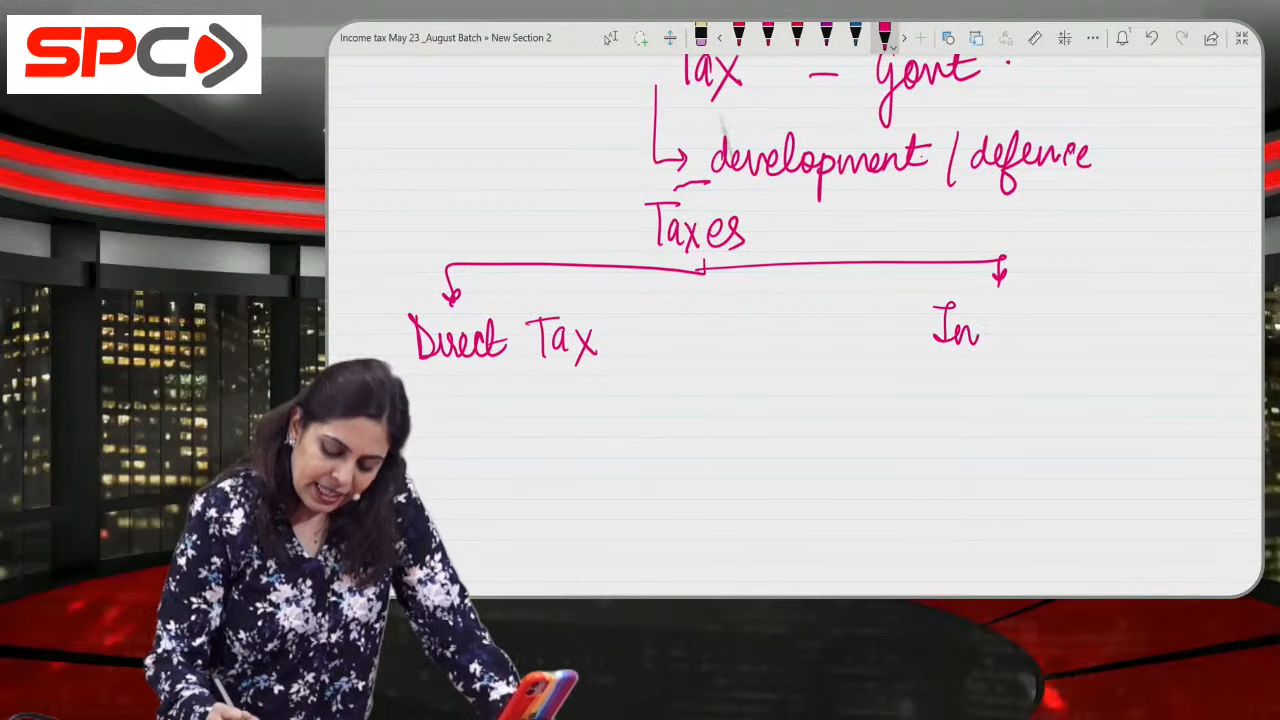 SPC
Income tax May 23 _August Batch » New Section 2
Tax – Govt.
development / defence
Taxes
Direct Tax
In